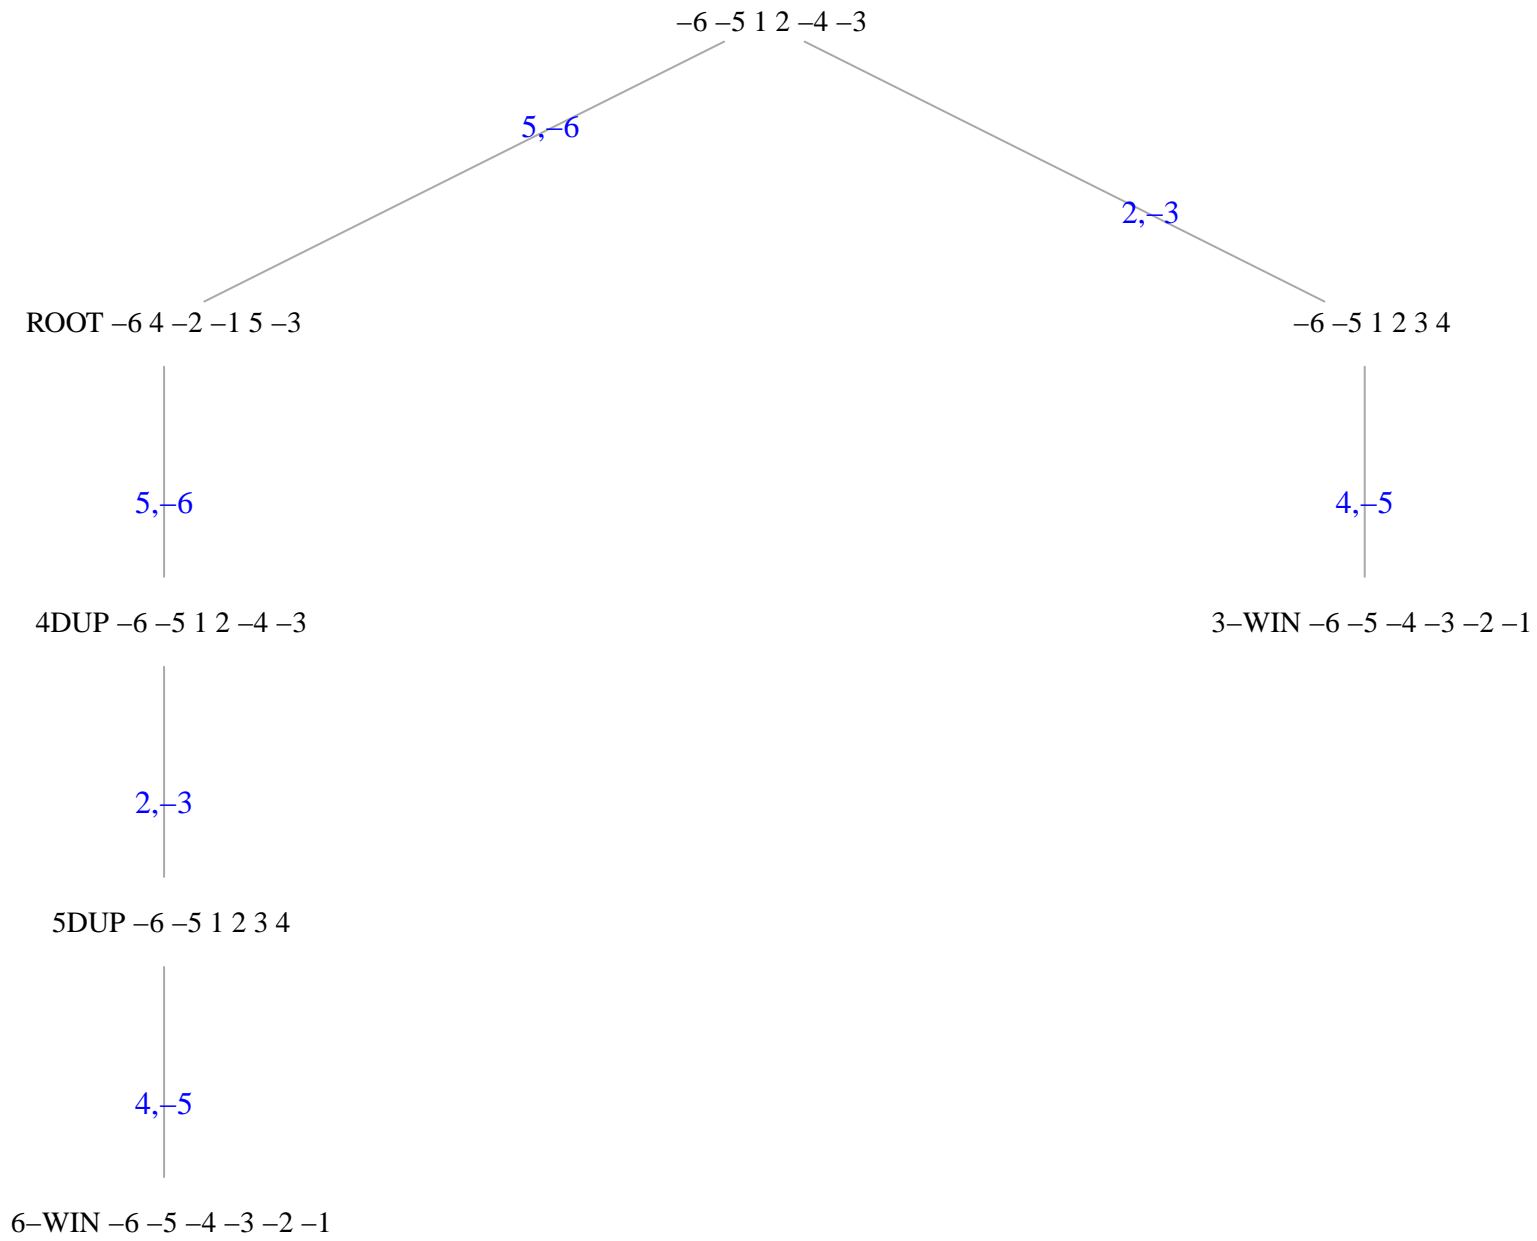 –6 –5 1 2 –4 –3
5,–6
2,–3
ROOT –6 4 –2 –1 5 –3
–6 –5 1 2 3 4
5,–6
4,–5
4DUP –6 –5 1 2 –4 –3
3–WIN –6 –5 –4 –3 –2 –1
2,–3
5DUP –6 –5 1 2 3 4
4,–5
6–WIN –6 –5 –4 –3 –2 –1